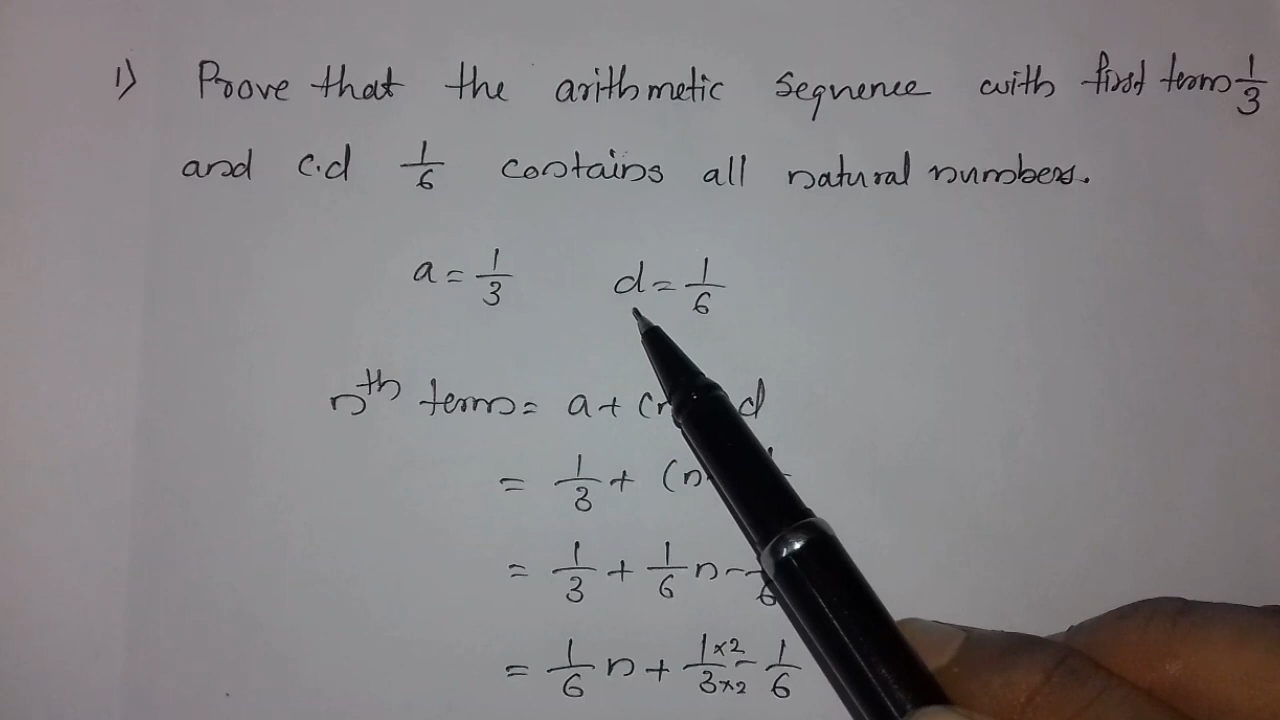 1) Prove that the arithmetic sequence with first term 1/3
and c.d 1/6 contains all natural numbers.
a = 1/3 d = 1/6
nth term = a + (n d
= 1/3 + (n
= 1/3 + 1/6 n - 6
= 1/6 n + 1×2/3×2 - 1/6